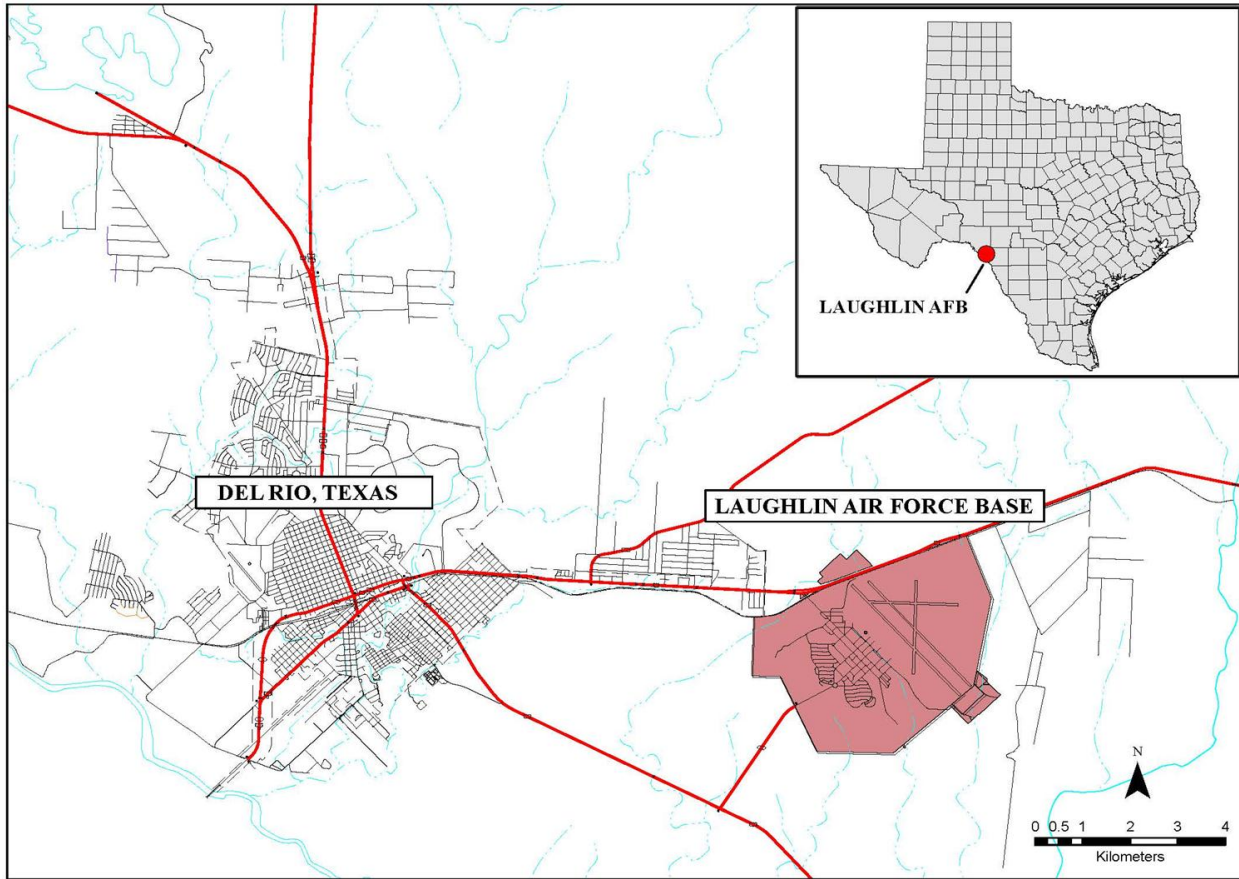 LAUGHLIN AFB
DEL RIO, TEXAS
LAUGHLIN AIR FORCE BASE
N
0 0.5 1 2 3 4
Kilometers